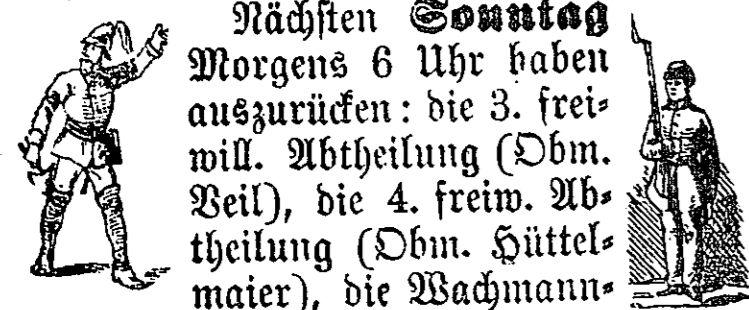 Nächsten Sonntag
Morgens 6 Uhr haben
auszurücken: die 3. frei-
will. Abtheilung (Obm.
Veil), die 4. freiw. Ab-
theilung (Obm. Hüttel-
maier), die Wachmann-